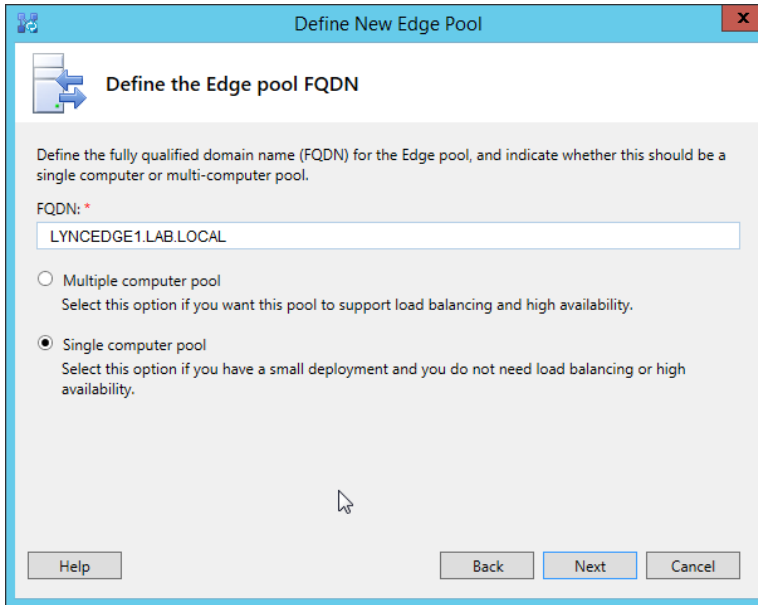 Define New Edge Pool
x
Define the Edge pool FQDN
Define the fully qualified domain name (FQDN) for the Edge pool, and indicate whether this should be a
single computer or multi-computer pool.
FQDN: *
LYNCEDGE1.LAB.LOCAL
Multiple computer pool
Select this option if you want this pool to support load balancing and high availability.
Single computer pool
Select this option if you have a small deployment and you do not need load balancing or high
availability.
Help
Back
Next
Cancel